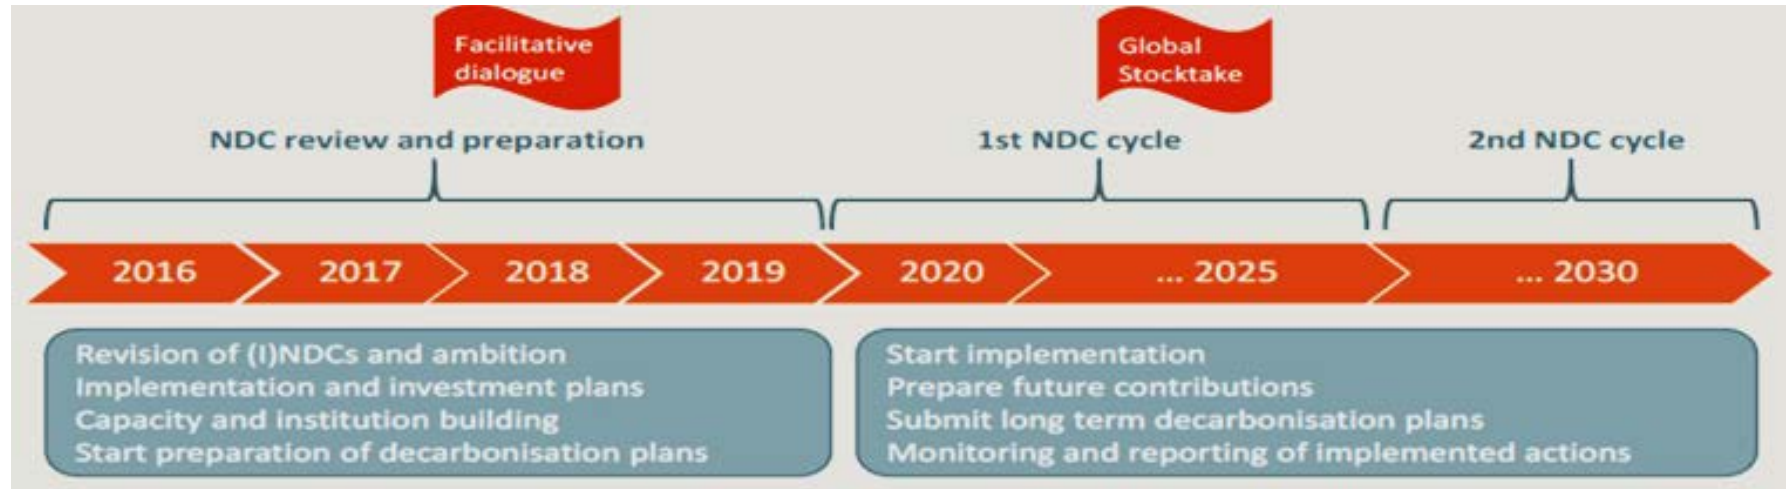 Facilitative
dialogue
Global
Stocktake
NDC review and preparation
1st NDC cycle
2nd NDC cycle
2016
2017
2018
2019
2020
... 2025
... 2030
Revision of (I)NDCs and ambition
Implementation and investment plans
Capacity and institution building
Start preparation of decarbonisation plans
Start implementation
Prepare future contributions
Submit long term decarbonisation plans
Monitoring and reporting of implemented actions